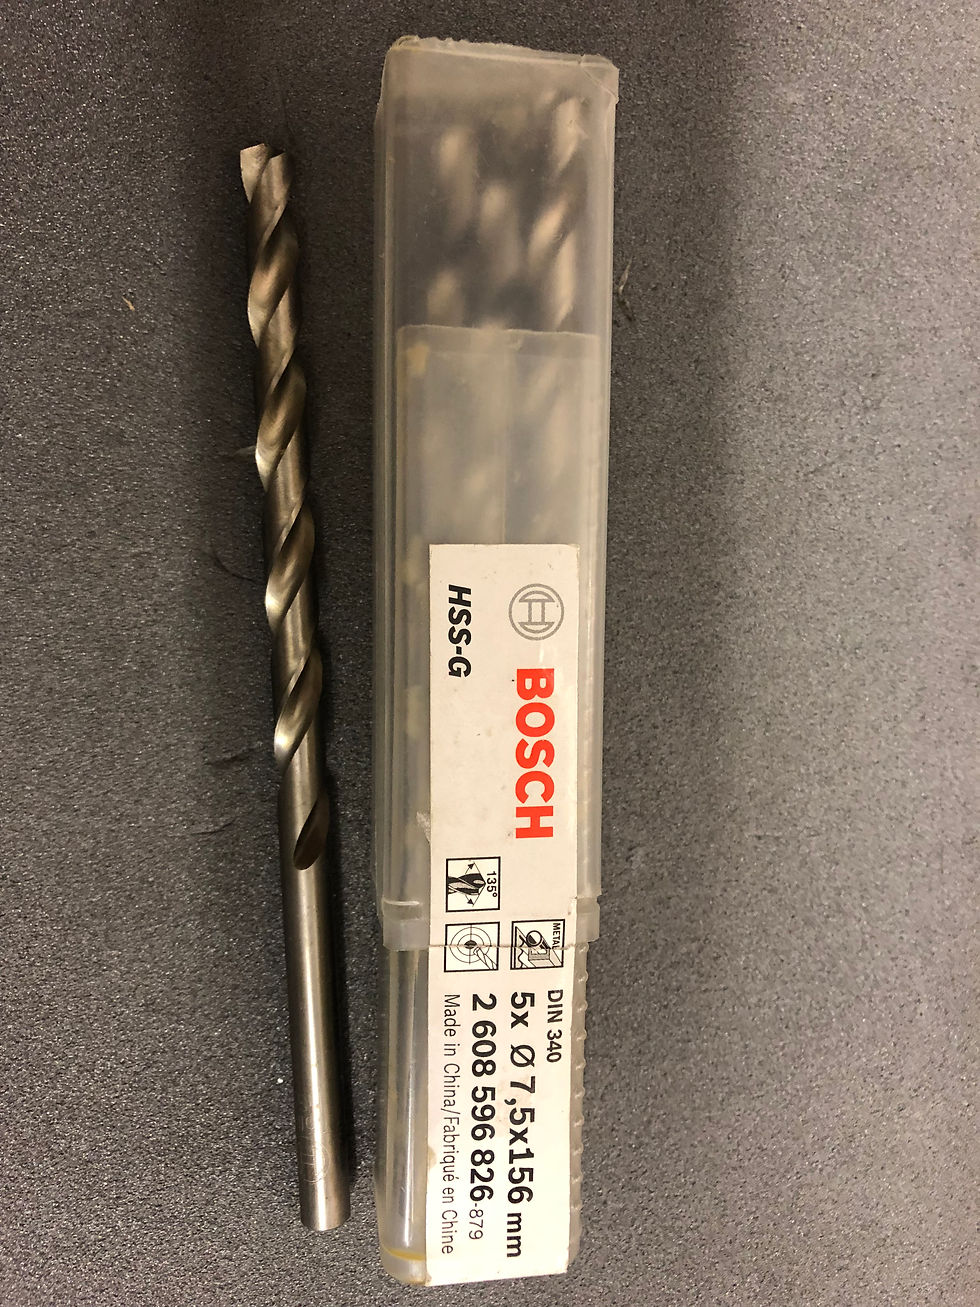 BOSCH
HSS-G
135°
METAL
DIN 340
5x Ø 7,5x156 mm
2 608 596 826-879
Made in China/Fabriqué en Chine